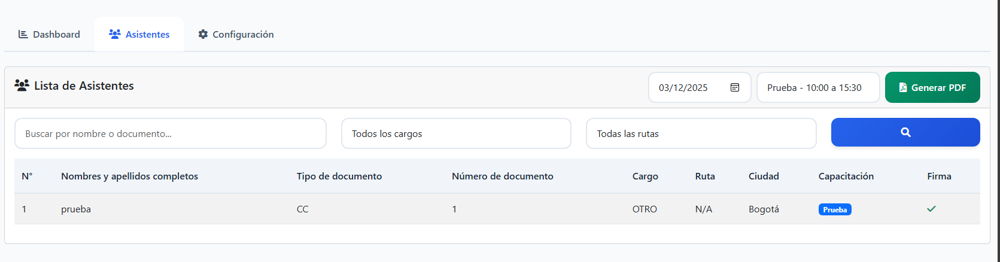 Dashboard Asistentes Configuración
Lista de Asistentes 03/12/2025 Prueba - 10:00 a 15:30 Generar PDF
Buscar por nombre o documento... Todos los cargos Todas las rutas
N° Nombres y apellidos completos Tipo de documento Número de documento Cargo Ruta Ciudad Capacitación Firma
1 prueba CC 1 OTRO N/A Bogotá Prueba